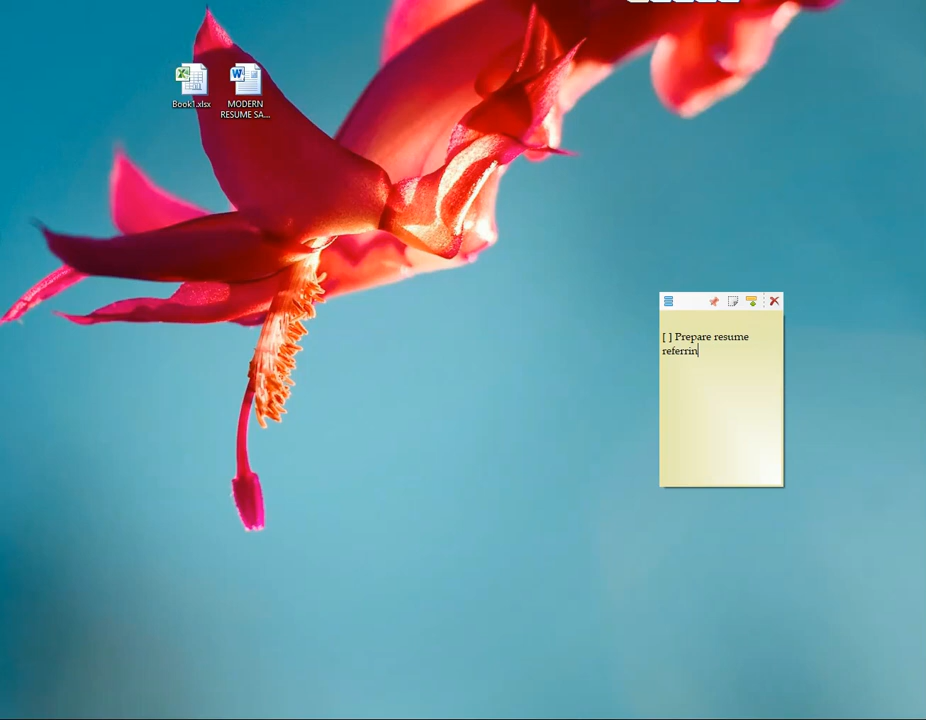 Book1.xlsx
MODERN
RESUME SA...
[ ] Prepare resume
referrin